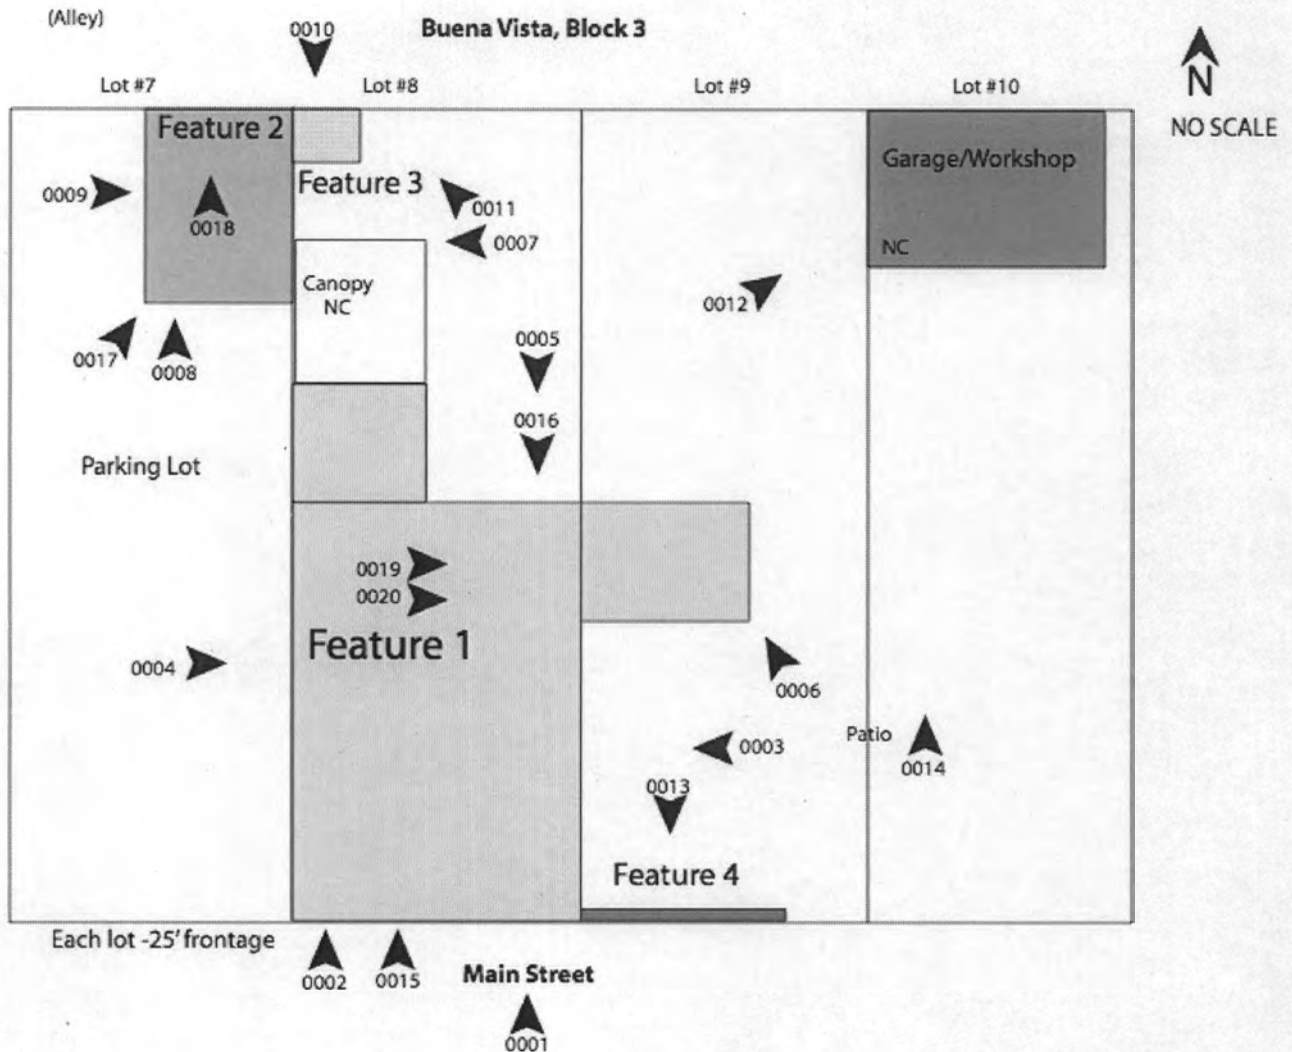 (Alley)
0010
Buena Vista, Block 3
N
NO SCALE
Lot #7
Lot #8
Lot #9
Lot #10
Feature 2
Garage/Workshop
0009
Feature 3
0011
0018
0007
NC
Canopy
NC
0012
0005
0017
0008
0016
Parking Lot
0019
0020
Feature 1
0004
0006
Patio
0003
0014
0013
Feature 4
Each lot -25' frontage
0002
0015
Main Street
0001